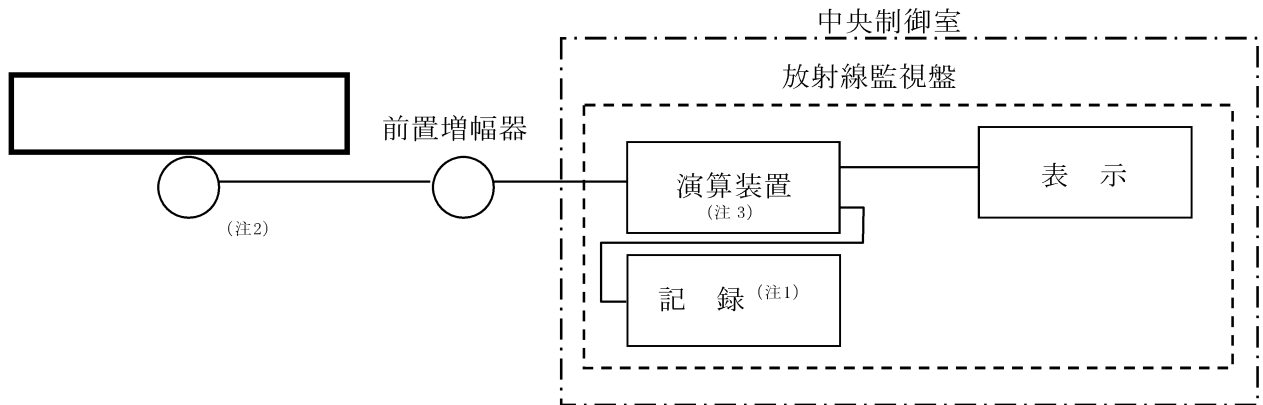 中央制御室
放射線監視盤
前置増幅器
演算装置
(注 3)
表 示
(注2)
記 録 (注1)